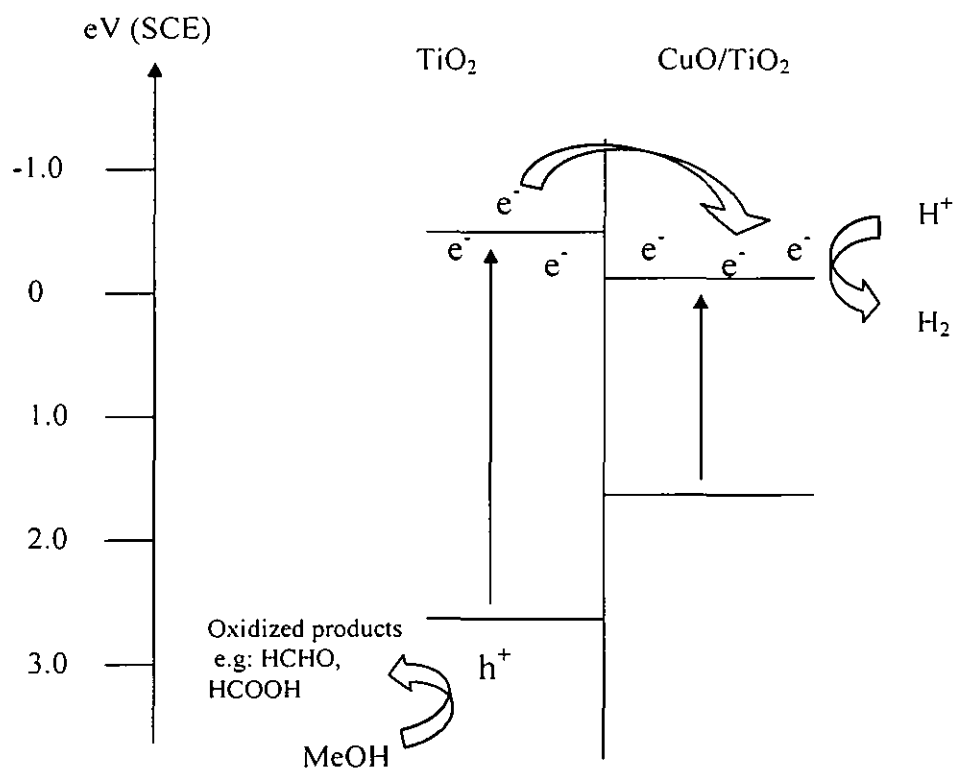 eV (SCE)
TiO₂
CuO/TiO₂
-1.0
0
1.0
2.0
3.0
e⁻
e⁻
e⁻
e⁻
e⁻
e⁻
H⁺
H₂
Oxidized products
e.g: HCHO,
HCOOH
h⁺
MeOH